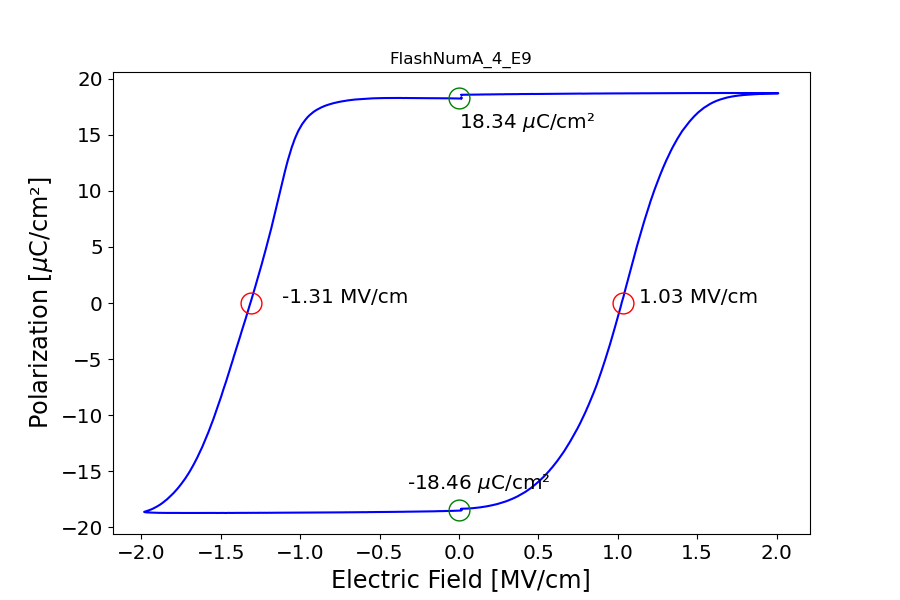 FlashNumA_4_E9
Polarization [μC/cm²]
20
15
10
5
0
−5
−10
−15
−20
18.34 μC/cm²
-1.31 MV/cm
1.03 MV/cm
-18.46 μC/cm²
−2.0 −1.5 −1.0 −0.5 0.0 0.5 1.0 1.5 2.0
Electric Field [MV/cm]